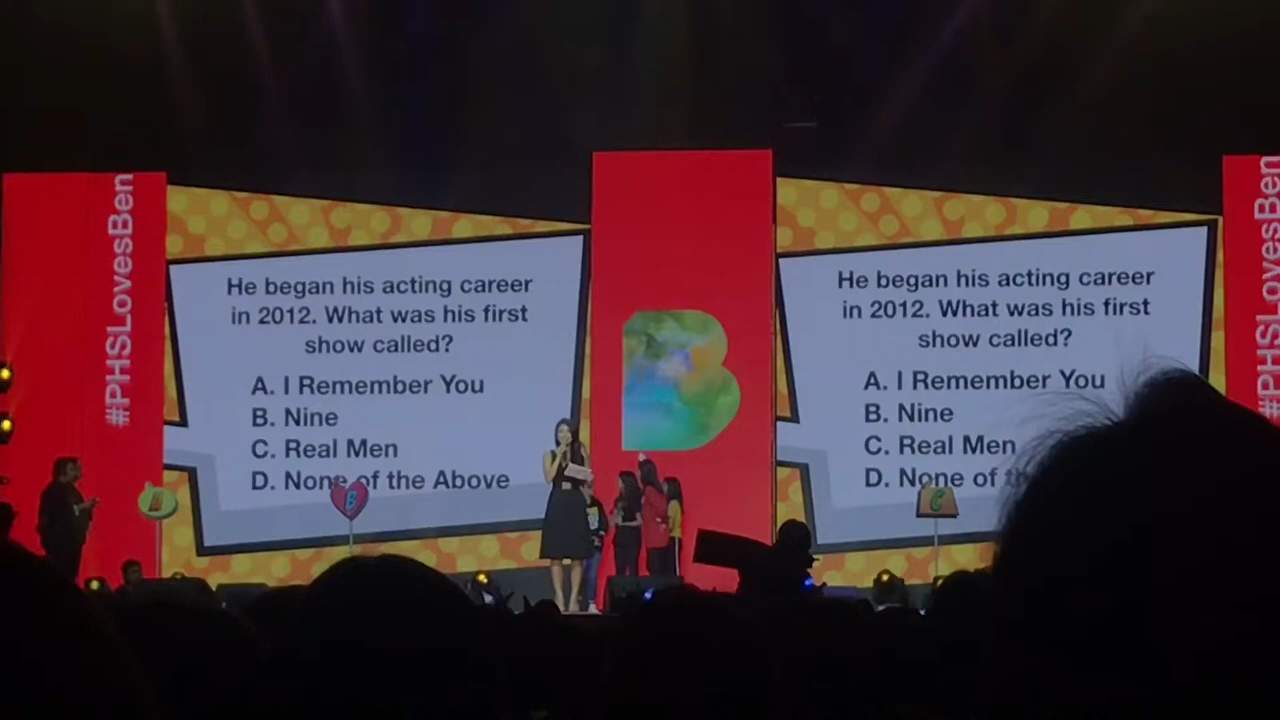 #PHSLovesBen
He began his acting career
in 2012. What was his first
show called?
A. I Remember You
B. Nine
C. Real Men
D. None of the Above
B
B
He began his acting career
in 2012. What was his first
show called?
A. I Remember You
B. Nine
C. Real Men
D. None of th
C
#PHSLovesBen